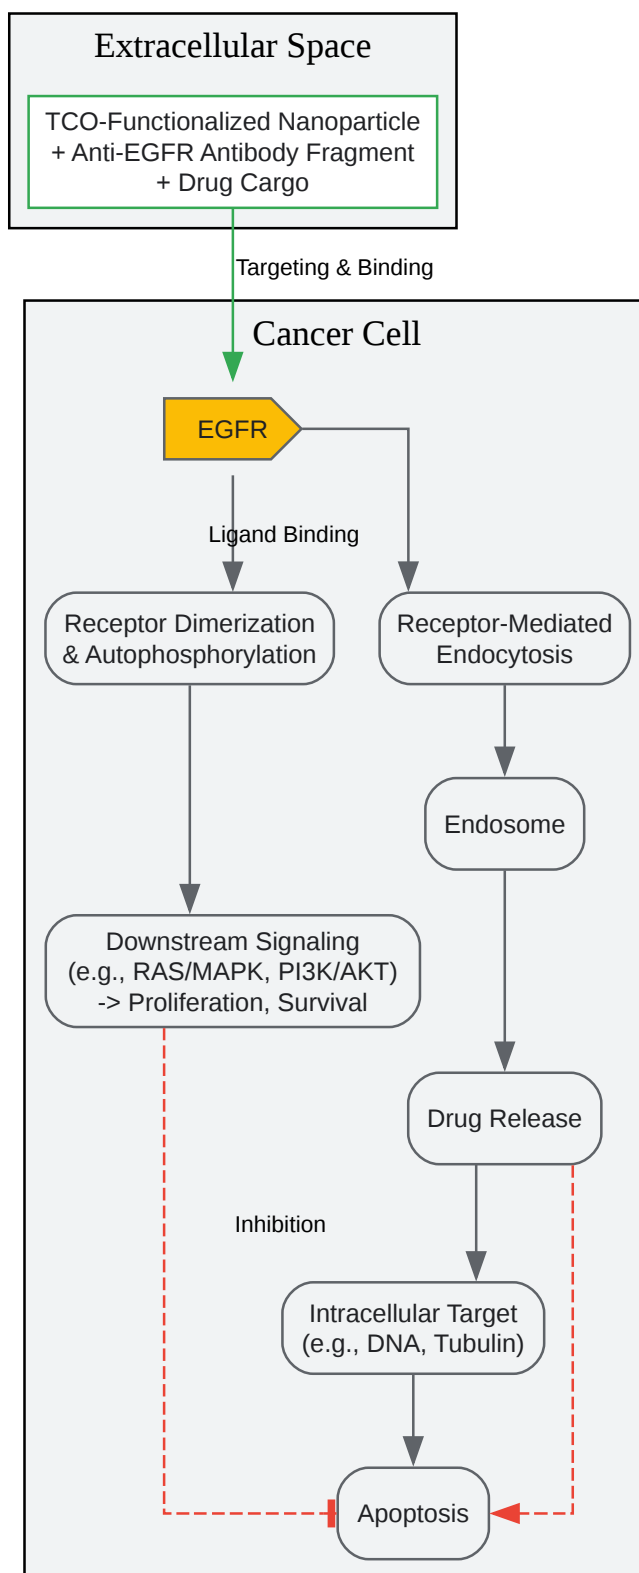 Extracellular Space
TCO-Functionalized Nanoparticle
+ Anti-EGFR Antibody Fragment
+ Drug Cargo
Targeting & Binding
Cancer Cell
EGFR
Ligand Binding
Receptor Dimerization
& Autophosphorylation
Receptor-Mediated
Endocytosis
Endosome
Downstream Signaling
(e.g., RAS/MAPK, PI3K/AKT)
-> Proliferation, Survival
Drug Release
Inhibition
Intracellular Target
(e.g., DNA, Tubulin)
Apoptosis